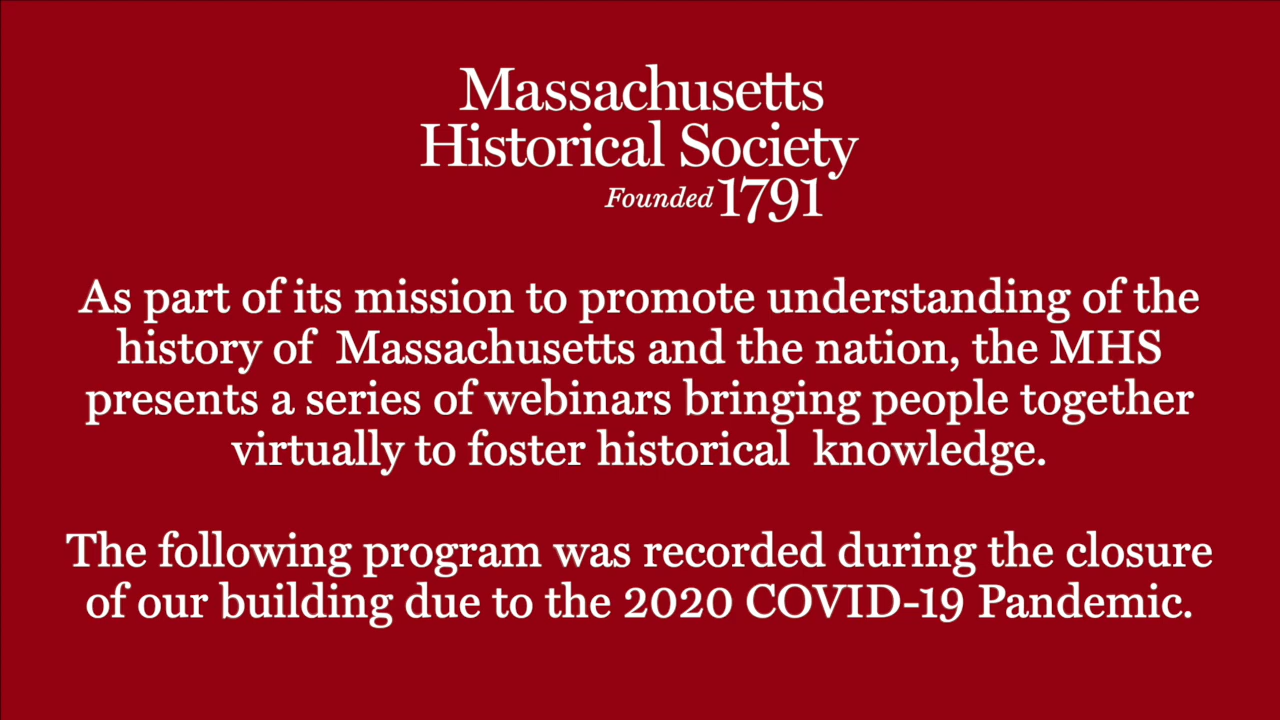 Massachusetts
Historical Society
Founded 1791
As part of its mission to promote understanding of the
history of  Massachusetts and the nation, the MHS
presents a series of webinars bringing people together
virtually to foster historical  knowledge.
The following program was recorded during the closure
of our building due to the 2020 COVID-19 Pandemic.